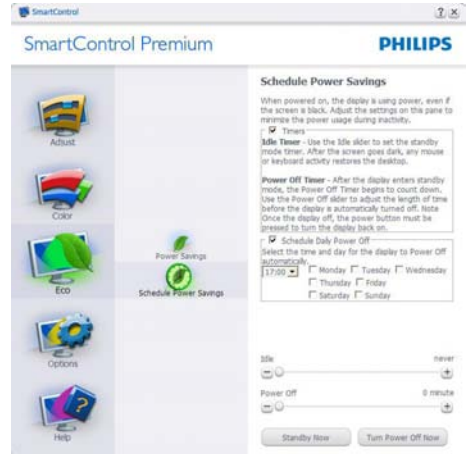 SmartControl
SmartControl Premium
PHILIPS
Adjust
Color
Eco
Options
Help
Power Savings
Schedule Power Savings
Schedule Power Savings
When powered on, the display is using power, even if
the screen is black. Adjust the settings on this pane to
minimize the power usage during inactivity.
Timers
Idle Timer - Use the Idle slider to set the standby
mode timer. After the screen goes dark, any mouse
or keyboard activity restores the desktop.
Power Off Timer - After the display enters standby
mode, the Power Off Timer begins to count down.
Use the Power Off slider to adjust the length of time
before the display is automatically turned off. Note
Once the display off, the power button must be
pressed to turn the display back on.
Schedule Daily Power Off
Select the time and day for the display to Power Off
automatically.
17:00 Monday Tuesday Wednesday
Thursday Friday
Saturday Sunday
Idle never
Power Off 0 minute
Standby Now Turn Power Off Now